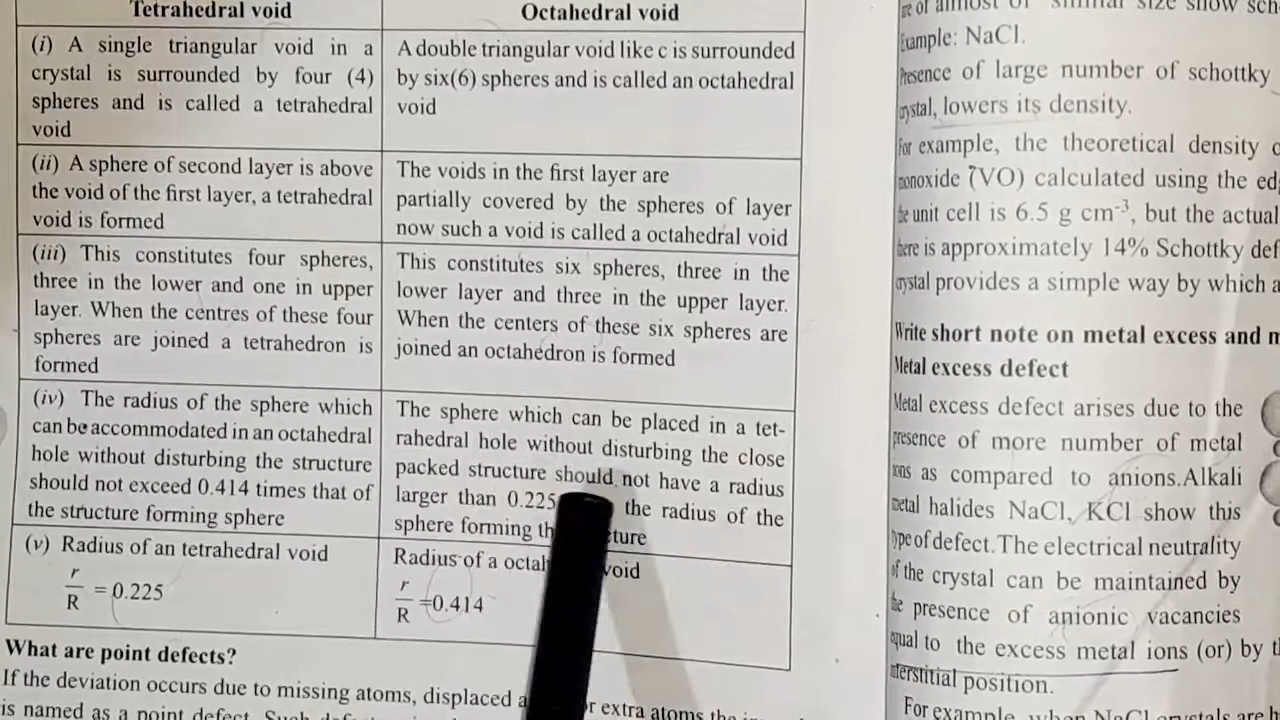 Tetrahedral void
(i) A single triangular void in a
crystal is surrounded by four (4)
spheres and is called a tetrahedral
void
(ii) A sphere of second layer is above
the void of the first layer, a tetrahedral
void is formed
(iii) This constitutes four spheres,
three in the lower and one in upper
layer. When the centres of these four
spheres are joined a tetrahedron is
formed
(iv) The radius of the sphere which
can be accommodated in an octahedral
hole without disturbing the structure
should not exceed 0.414 times that of
the structure forming sphere
(v) Radius of an tetrahedral void
r
R
= 0.225
Octahedral void
A double triangular void like c is surrounded
by six(6) spheres and is called an octahedral
void
The voids in the first layer are
partially covered by the spheres of layer
now such a void is called a octahedral void
This constitutes six spheres, three in the
lower layer and three in the upper layer.
When the centers of these six spheres are
joined an octahedron is formed
The sphere which can be placed in a tet-
rahedral hole without disturbing the close
packed structure should not have a radius
larger than 0.225 the radius of the
sphere forming
Radius of a void
r
R
=0.414
What are point defects?
If the deviation occurs due to missing atoms, displaced extra atoms
is named as a point defect. Such
of almost similar size show
Example: NaCl.
Presence of large number of schottky
crystal, lowers its density.
For example, the theoretical density
monoxide (VO) calculated using the
unit cell is 6.5 g cm⁻³, but the actual
there is approximately 14% Schottky
crystal provides a simple way by which
Write short note on metal excess and
Metal excess defect
Metal excess defect arises due to the
presence of more number of metal
ions as compared to anions.Alkali
metal halides NaCl, KCl show this
type of defect. The electrical neutrality
of the crystal can be maintained by
the presence of anionic vacancies
equal to the excess metal ions (or) by
interstitial position.
For example, when NaCl crystals are